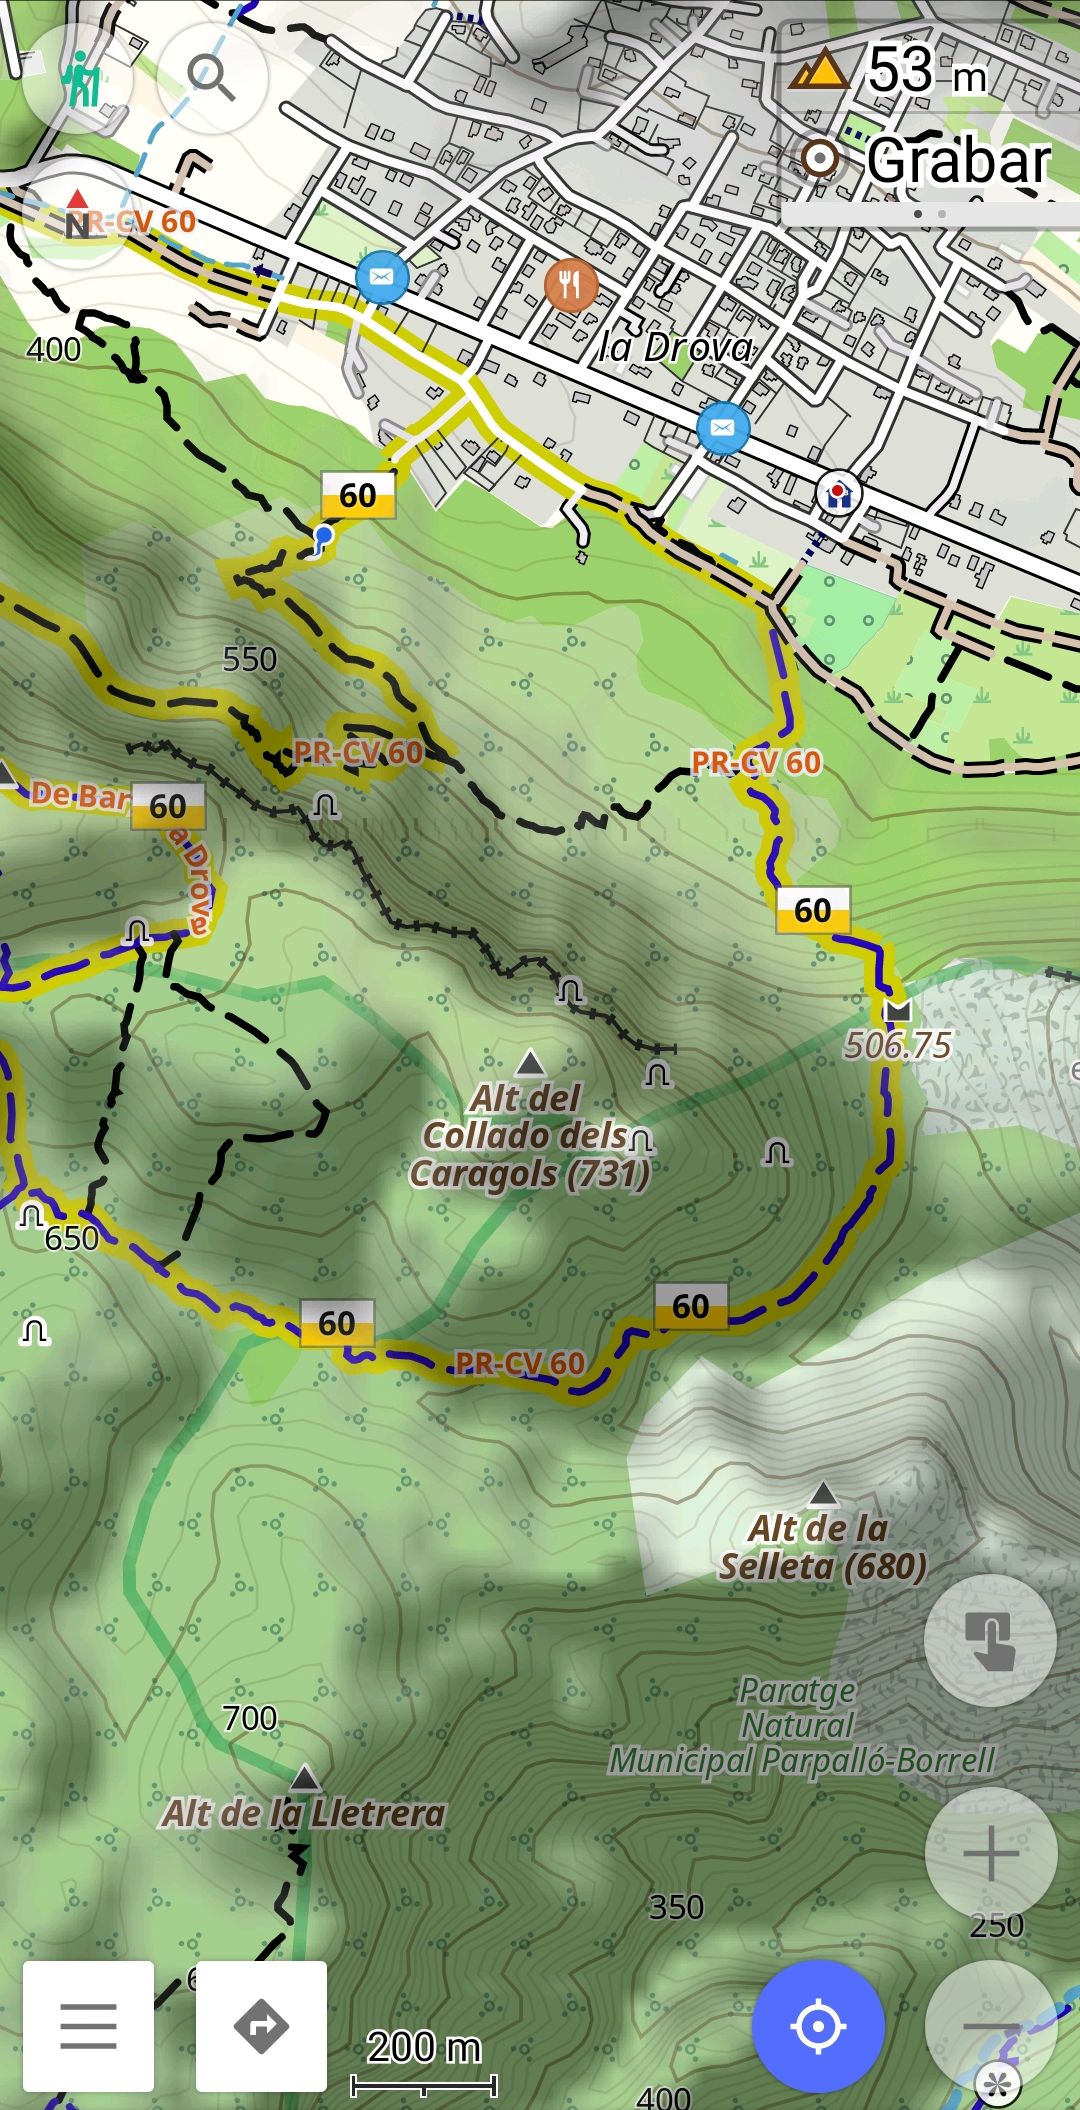 53 m
Grabar
PR-CV 60
N
la Drova
400
60
550
PR-CV 60
PR-CV 60
De Bar
60
a Drova
60
506.75
Alt del
Collado dels
Caragols (731)
650
60
60
PR-CV 60
Alt de la
Selleta (680)
Paratge
Natural
Municipal Parpalló-Borrell
700
Alt de la Lletrera
350
250
200 m
400